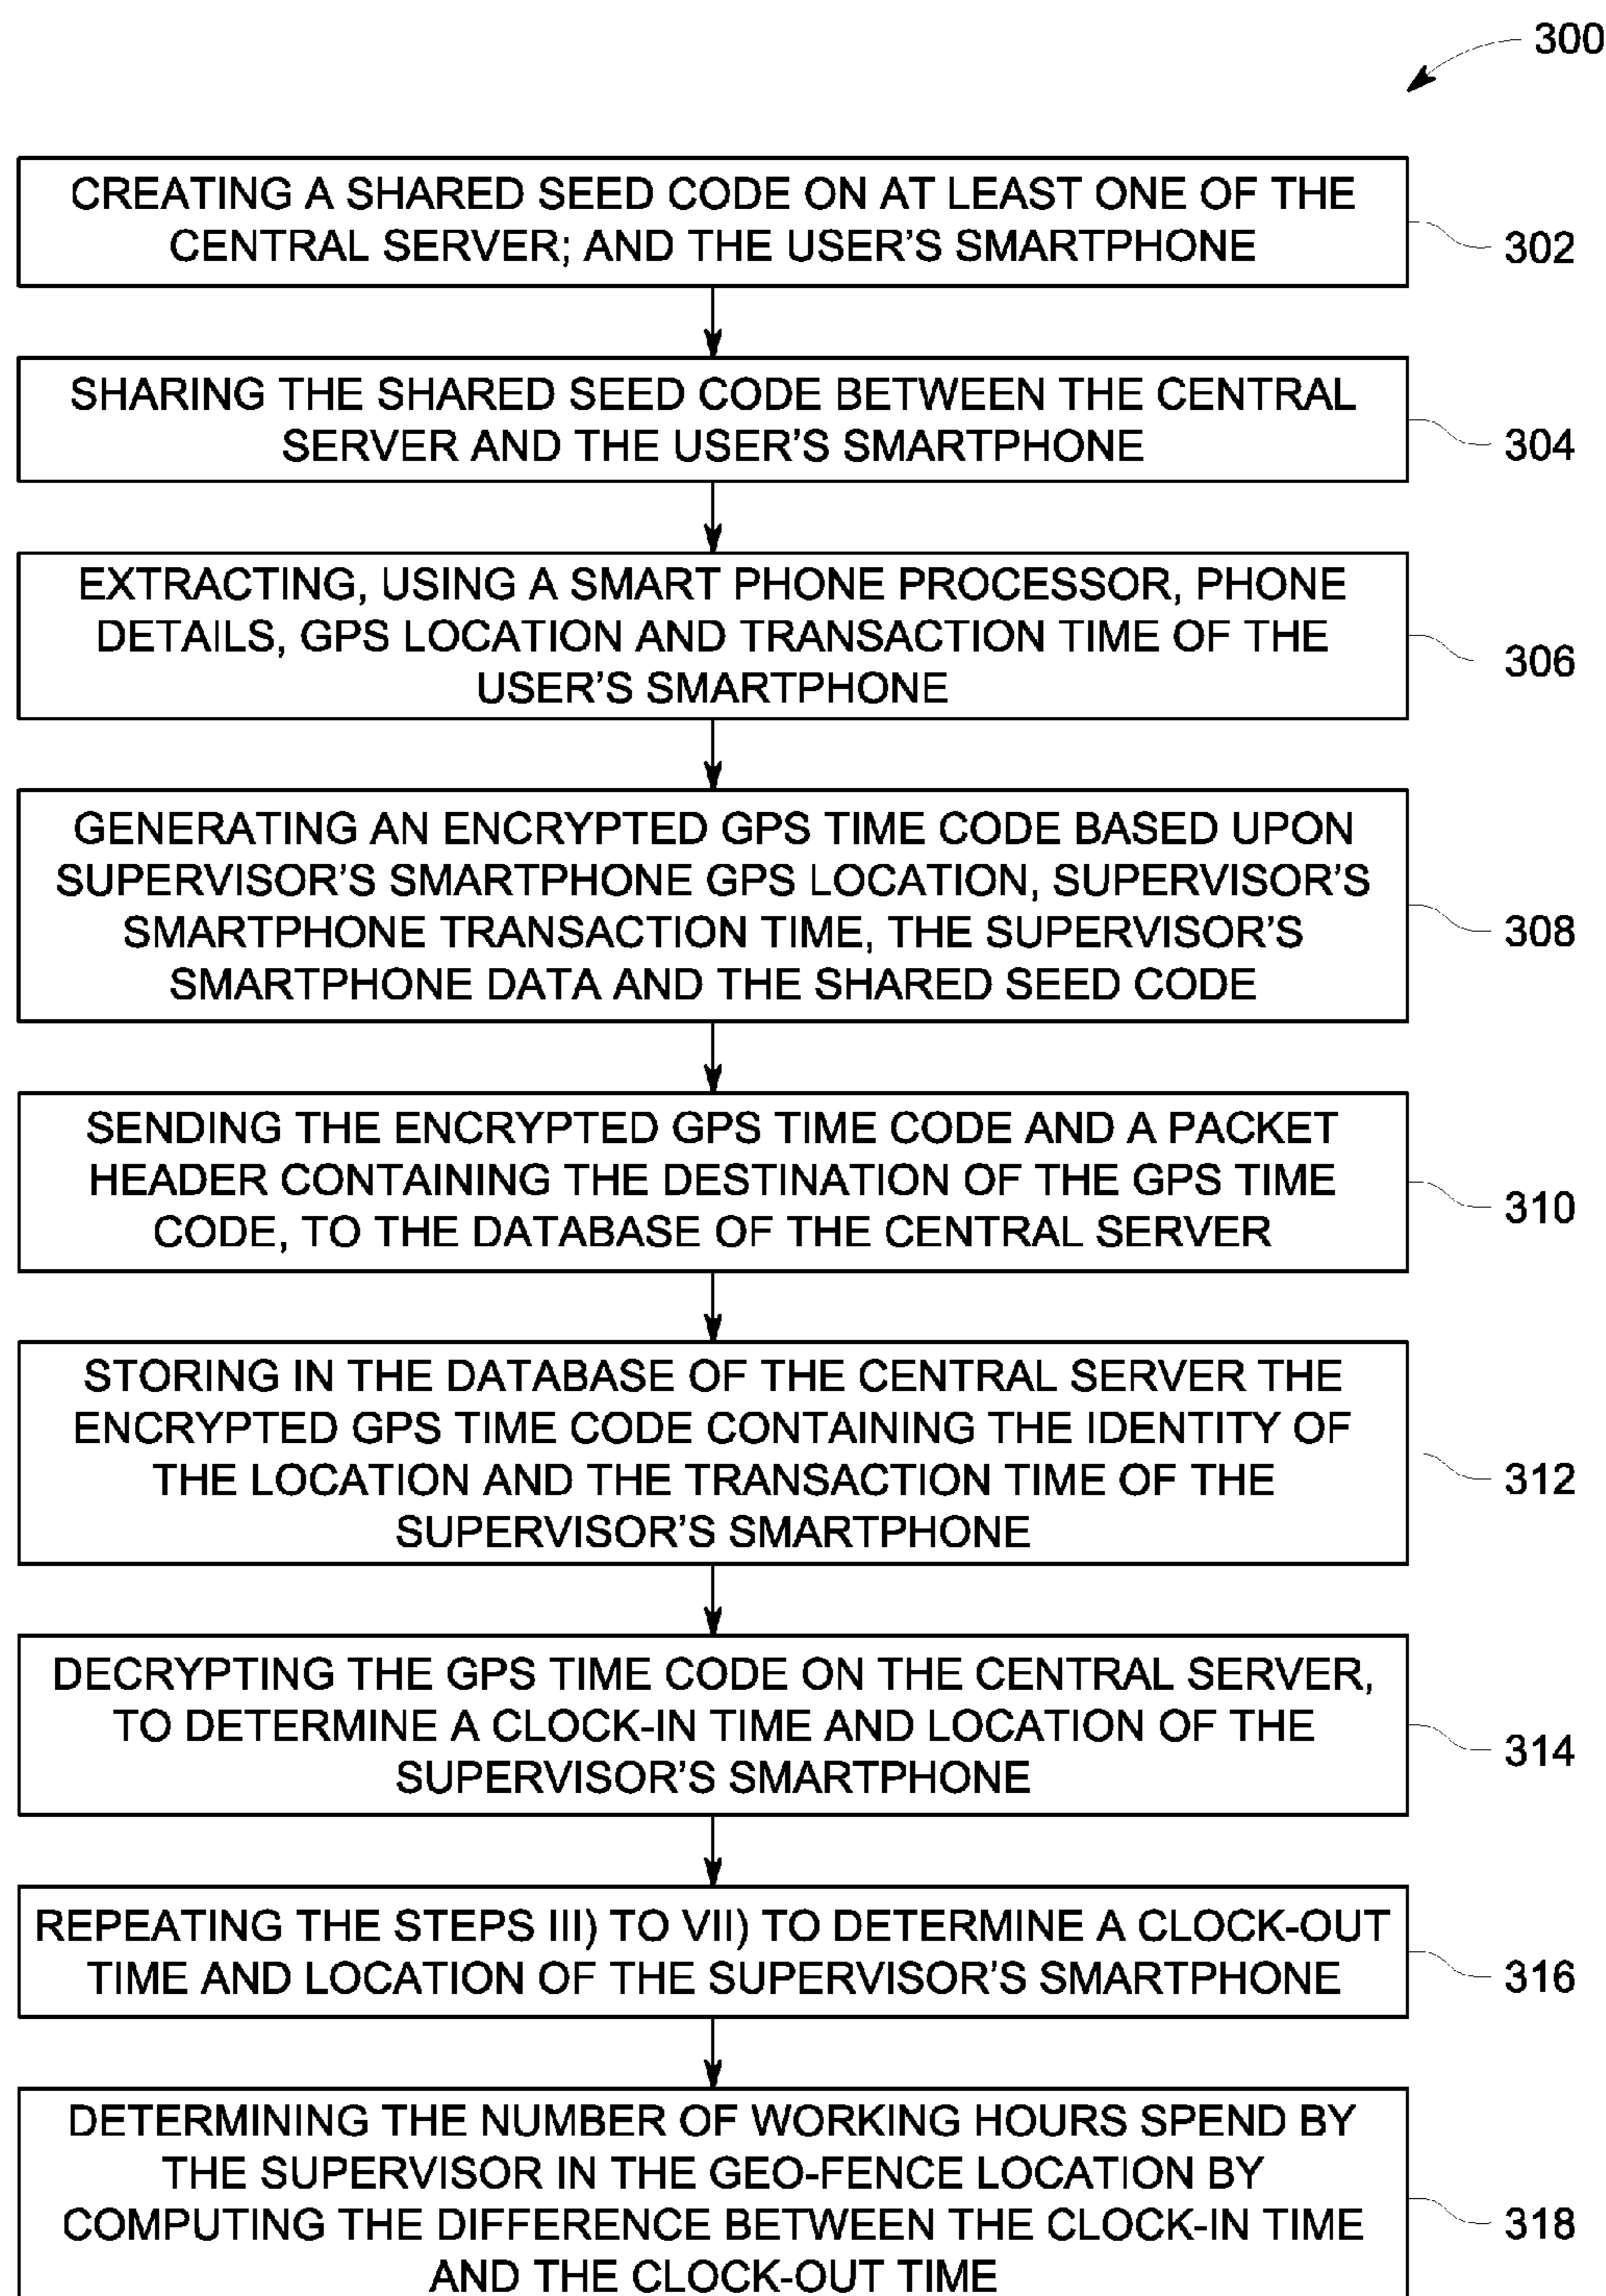 300
CREATING A SHARED SEED CODE ON AT LEAST ONE OF THE
CENTRAL SERVER; AND THE USER'S SMARTPHONE
302
SHARING THE SHARED SEED CODE BETWEEN THE CENTRAL
SERVER AND THE USER'S SMARTPHONE
304
EXTRACTING, USING A SMART PHONE PROCESSOR, PHONE
DETAILS, GPS LOCATION AND TRANSACTION TIME OF THE
USER'S SMARTPHONE
306
GENERATING AN ENCRYPTED GPS TIME CODE BASED UPON
SUPERVISOR'S SMARTPHONE GPS LOCATION, SUPERVISOR'S
SMARTPHONE TRANSACTION TIME, THE SUPERVISOR'S
SMARTPHONE DATA AND THE SHARED SEED CODE
308
SENDING THE ENCRYPTED GPS TIME CODE AND A PACKET
HEADER CONTAINING THE DESTINATION OF THE GPS TIME
CODE, TO THE DATABASE OF THE CENTRAL SERVER
310
STORING IN THE DATABASE OF THE CENTRAL SERVER THE
ENCRYPTED GPS TIME CODE CONTAINING THE IDENTITY OF
THE LOCATION AND THE TRANSACTION TIME OF THE
SUPERVISOR'S SMARTPHONE
312
DECRYPTING THE GPS TIME CODE ON THE CENTRAL SERVER,
TO DETERMINE A CLOCK-IN TIME AND LOCATION OF THE
SUPERVISOR'S SMARTPHONE
314
REPEATING THE STEPS III) TO VII) TO DETERMINE A CLOCK-OUT
TIME AND LOCATION OF THE SUPERVISOR'S SMARTPHONE
316
DETERMINING THE NUMBER OF WORKING HOURS SPEND BY
THE SUPERVISOR IN THE GEO-FENCE LOCATION BY
COMPUTING THE DIFFERENCE BETWEEN THE CLOCK-IN TIME
AND THE CLOCK-OUT TIME
318